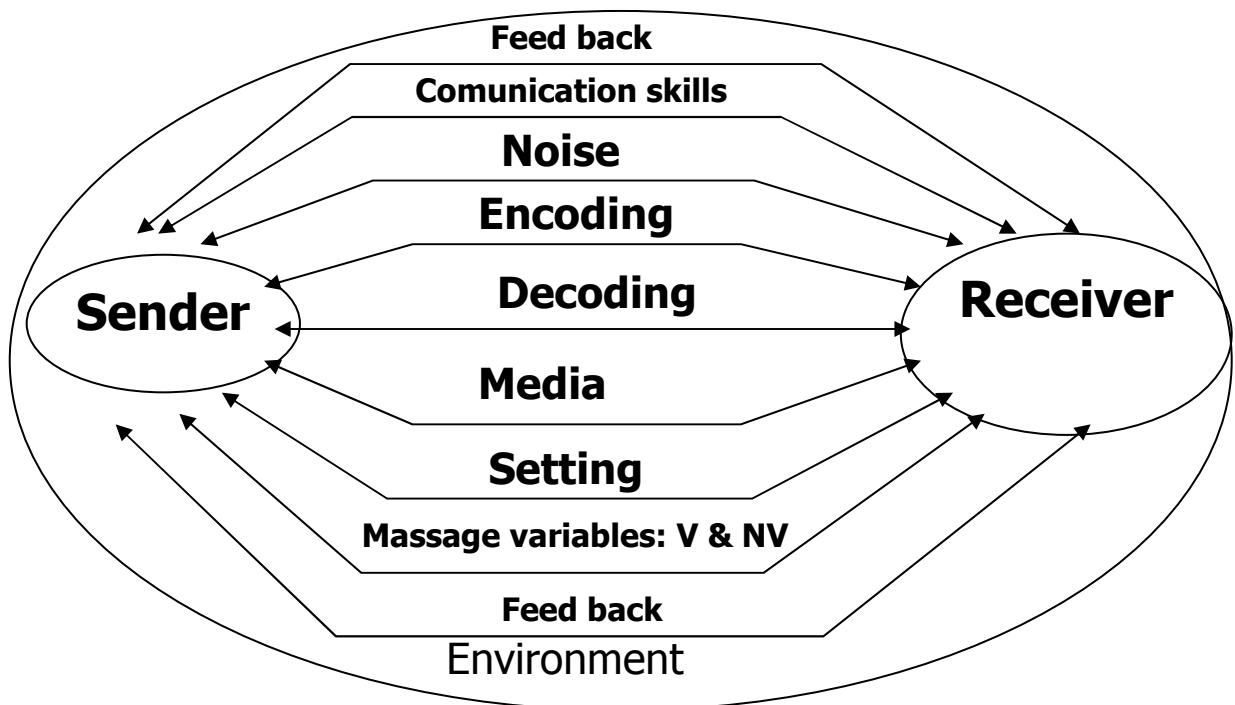 Feed back
Comunication skills
Noise
Encoding
Decoding
Sender
Receiver
Media
Setting
Massage variables: V & NV
Feed back
Environment